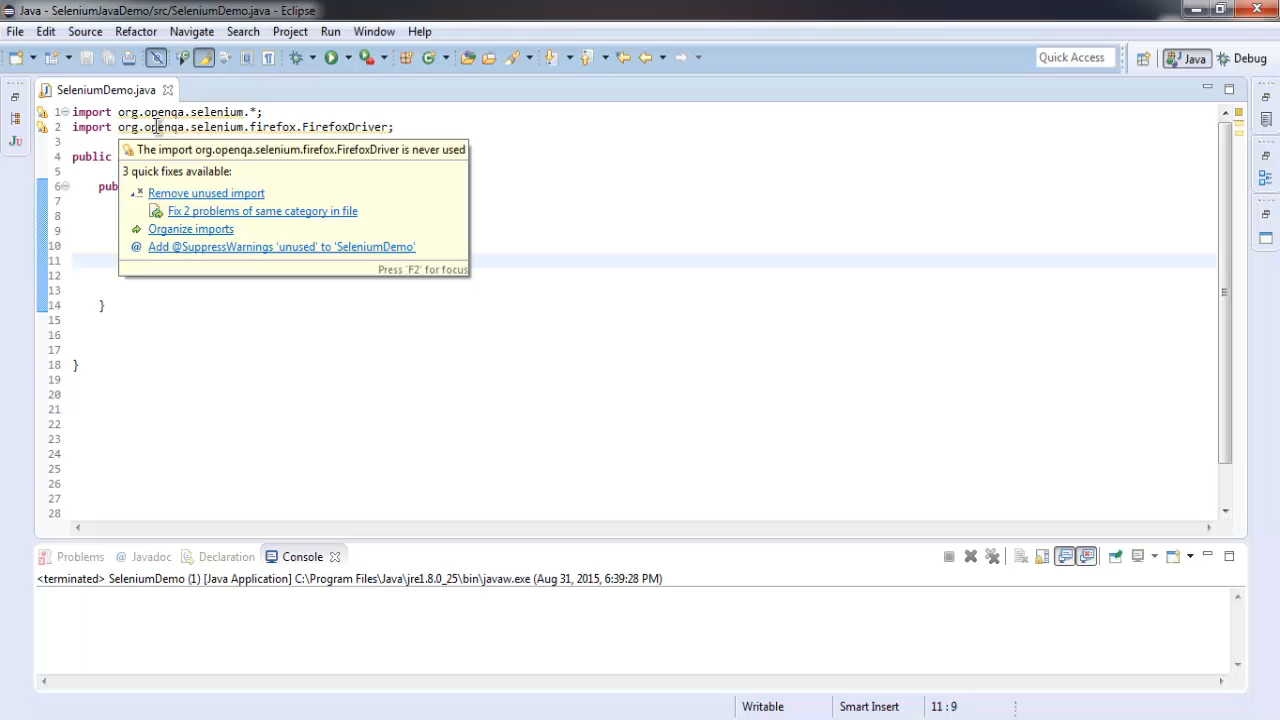 Java - SeleniumJavaDemo/src/SeleniumDemo.java - Eclipse
File Edit Source Refactor Navigate Search Project Run Window Help
Quick Access Java Debug
SeleniumDemo.java
1 import org.openqa.selenium.*;
2 import org.openqa.selenium.firefox.FirefoxDriver;
3
4 public
5
6 pub
7
8
9
10
11
12
13
14 }
15
16
17
18 }
19
20
21
22
23
24
25
26
27
28
The import org.openqa.selenium.firefox.FirefoxDriver is never used
3 quick fixes available:
Remove unused import
Fix 2 problems of same category in file
Organize imports
@ Add @SuppressWarnings 'unused' to 'SeleniumDemo'
Press 'F2' for focus
Ju
Problems @ Javadoc Declaration Console
<terminated> SeleniumDemo (1) [Java Application] C:\Program Files\Java\jre1.8.0_25\bin\javaw.exe (Aug 31, 2015, 6:39:28 PM)
Writable Smart Insert 11 : 9